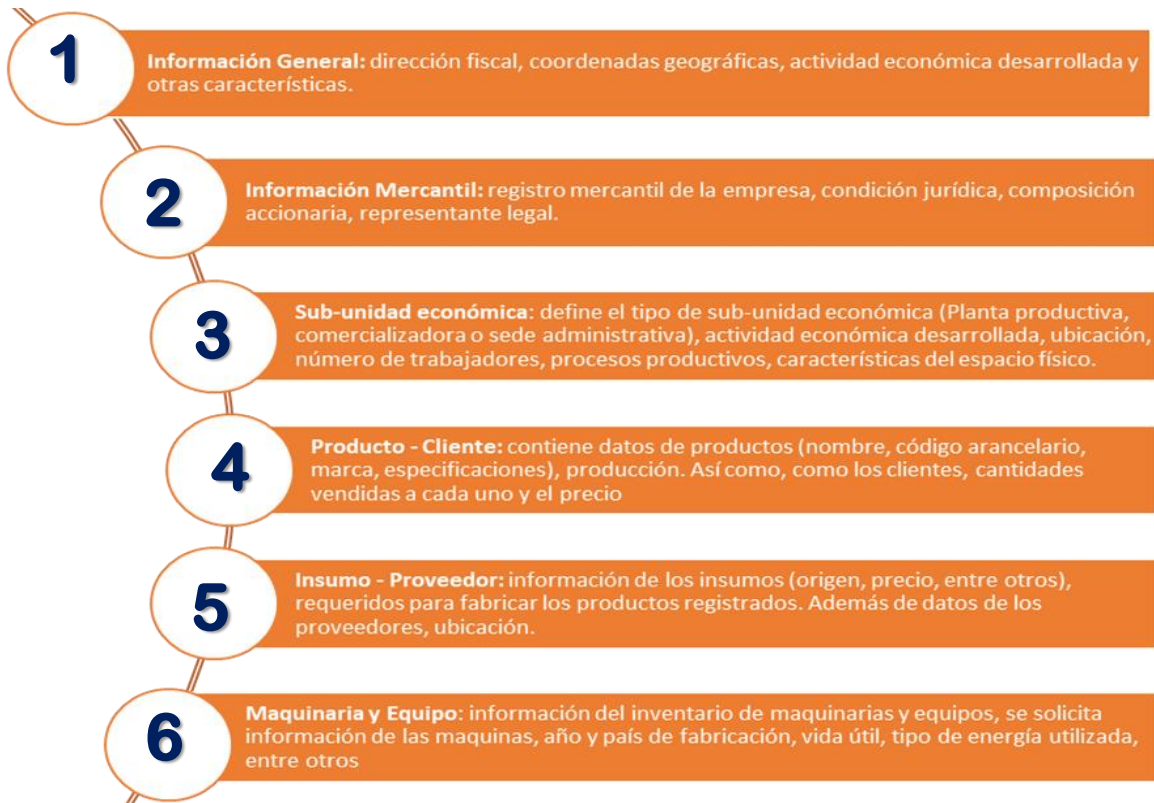 1
Información General: dirección fiscal, coordenadas geográficas, actividad económica desarrollada y
otras características.
2
Información Mercantil: registro mercantil de la empresa, condición jurídica, composición
accionaria, representante legal.
3
Sub-unidad económica: define el tipo de sub-unidad económica (Planta productiva,
comercializadora o sede administrativa), actividad económica desarrollada, ubicación,
número de trabajadores, procesos productivos, características del espacio físico.
4
Producto - Cliente: contiene datos de productos (nombre, código arancelario,
marca, especificaciones), producción. Así como, como los clientes, cantidades
vendidas a cada uno y el precio
5
Insumo - Proveedor: información de los insumos (origen, precio, entre otros),
requeridos para fabricar los productos registrados. Además de datos de los
proveedores, ubicación.
6
Maquinaria y Equipo: información del inventario de maquinarias y equipos, se solicita
información de las maquinas, año y país de fabricación, vida útil, tipo de energía utilizada,
entre otros